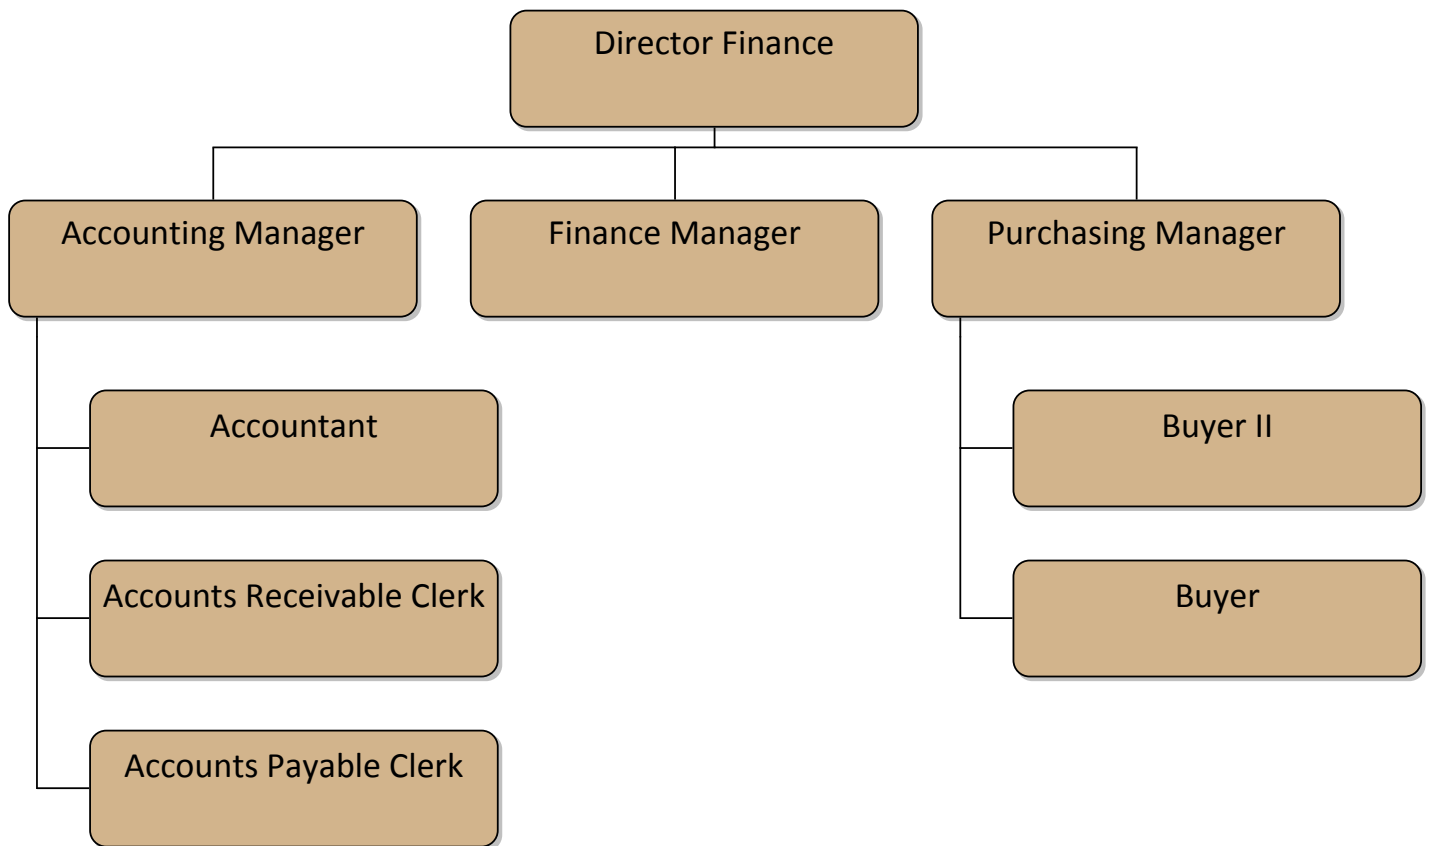 Director Finance
Accounting Manager
Finance Manager
Purchasing Manager
Accountant
Accounts Receivable Clerk
Accounts Payable Clerk
Buyer II
Buyer